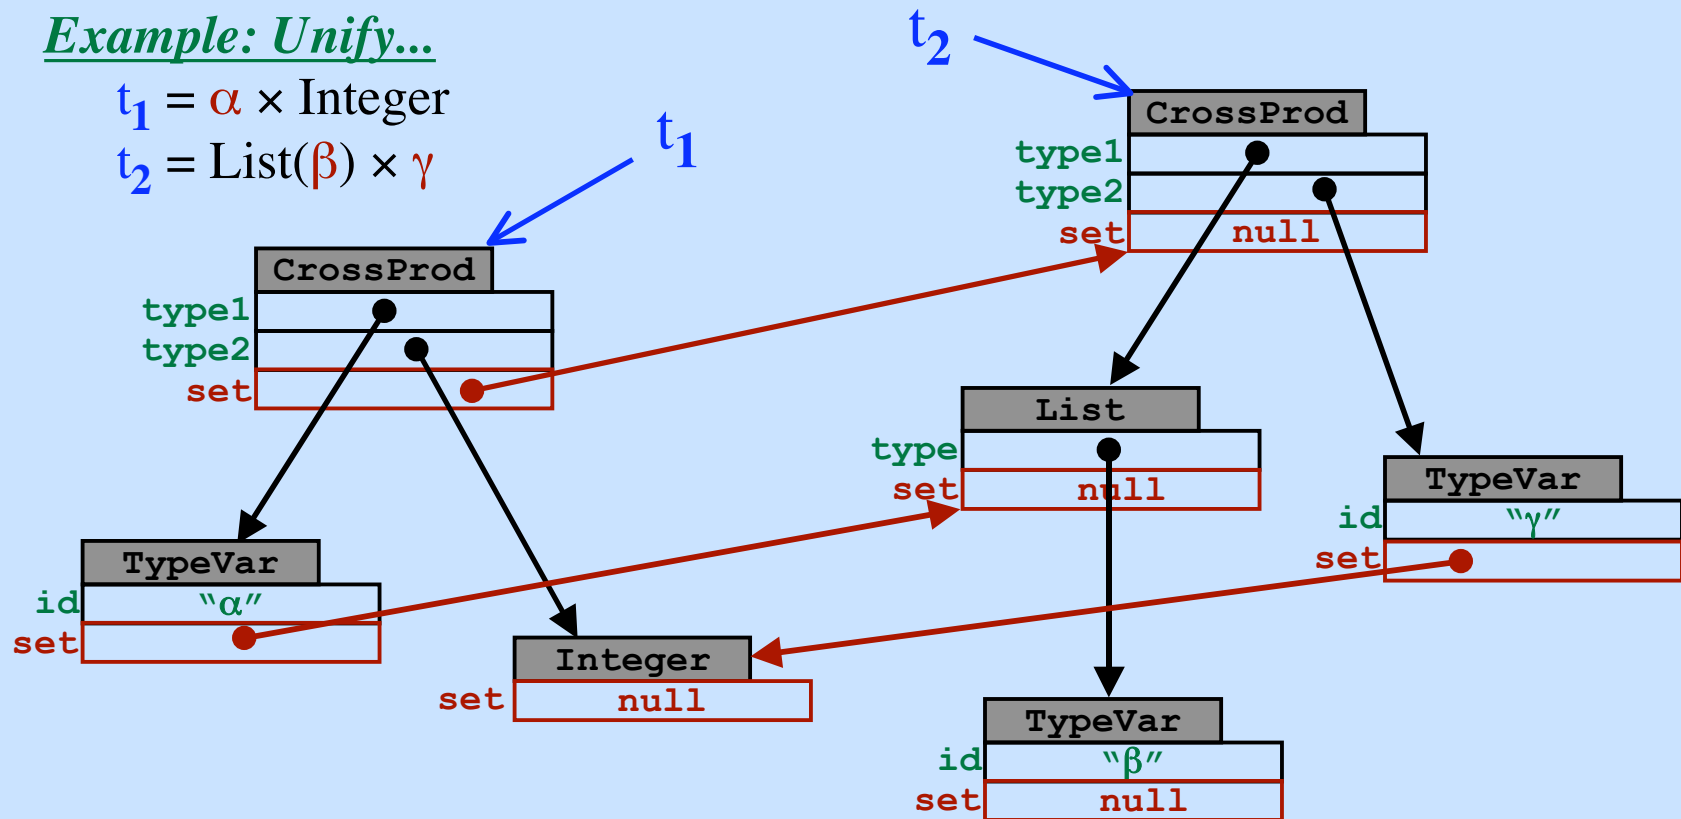 Example: Unify...
t₁ = α × Integer
t₂ = List(β) × γ
t₁
t₂
CrossProd
type1
type2
set
CrossProd
type1
type2
set null
List
type
set null
TypeVar
id "γ"
set
TypeVar
id "α"
set
Integer
set null
TypeVar
id "β"
set null